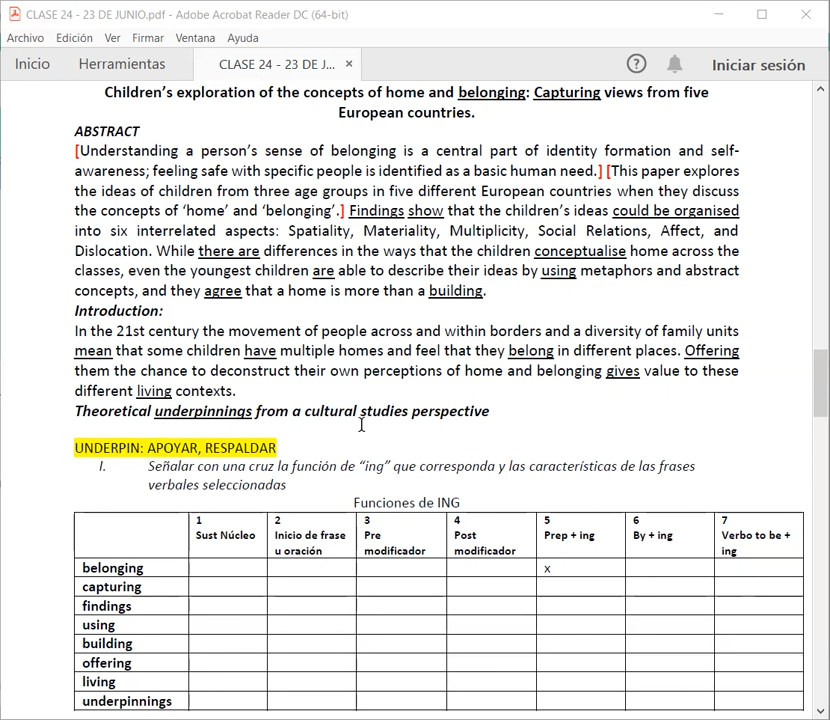 CLASE 24 - 23 DE JUNIO.pdf - Adobe Acrobat Reader DC (64-bit)
Archivo Edición Ver Firmar Ventana Ayuda
Inicio Herramientas CLASE 24 - 23 DE J... × ? Iniciar sesión
Children’s exploration of the concepts of home and belonging: Capturing views from five
European countries.
ABSTRACT
[Understanding a person’s sense of belonging is a central part of identity formation and self-
awareness; feeling safe with specific people is identified as a basic human need.] [This paper explores
the ideas of children from three age groups in five different European countries when they discuss
the concepts of ‘home’ and ‘belonging’.] Findings show that the children’s ideas could be organised
into six interrelated aspects: Spatiality, Materiality, Multiplicity, Social Relations, Affect, and
Dislocation. While there are differences in the ways that the children conceptualise home across the
classes, even the youngest children are able to describe their ideas by using metaphors and abstract
concepts, and they agree that a home is more than a building.
Introduction:
In the 21st century the movement of people across and within borders and a diversity of family units
mean that some children have multiple homes and feel that they belong in different places. Offering
them the chance to deconstruct their own perceptions of home and belonging gives value to these
different living contexts.
Theoretical underpinnings from a cultural studies perspective
UNDERPIN: APOYAR, RESPALDAR
I. Señalar con una cruz la función de “ing” que corresponda y las características de las frases
verbales seleccionadas
Funciones de ING
1 2 3 4 5 6 7
Sust Núcleo Inicio de frase Pre Post Prep + ing By + ing Verbo to be +
u oración modificador modificador ing
belonging x
capturing
findings
using
building
offering
living
underpinnings